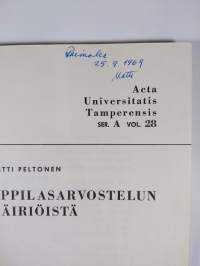 25.9.1969
Matti
Acta
Universitatis
Tamperensis
SER. A VOL. 28
TTI PELTONEN
PPILASARVOSTELUN
ÄIRIÖISTÄ